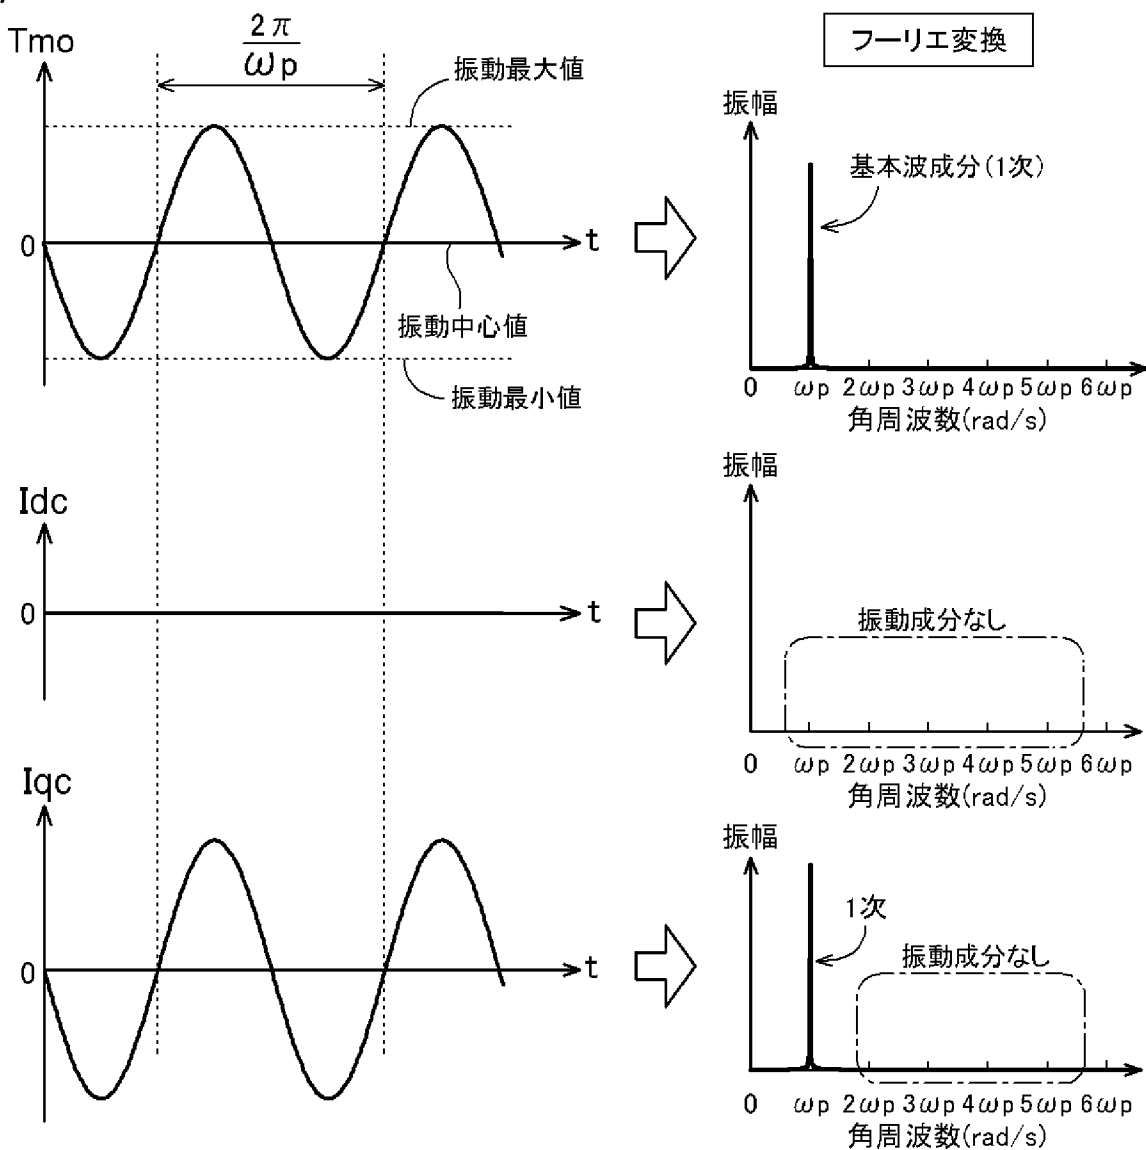 Tmo
2π
ωp
振動最大値
0
t
振動中心値
振動最小値
フーリエ変換
振幅
基本波成分(1次)
0 ωp 2ωp 3ωp 4ωp 5ωp 6ωp
角周波数(rad/s)
Idc
0
t
振幅
振動成分なし
0 ωp 2ωp 3ωp 4ωp 5ωp 6ωp
角周波数(rad/s)
Iqc
0
t
振幅
1次
振動成分なし
0 ωp 2ωp 3ωp 4ωp 5ωp 6ωp
角周波数(rad/s)